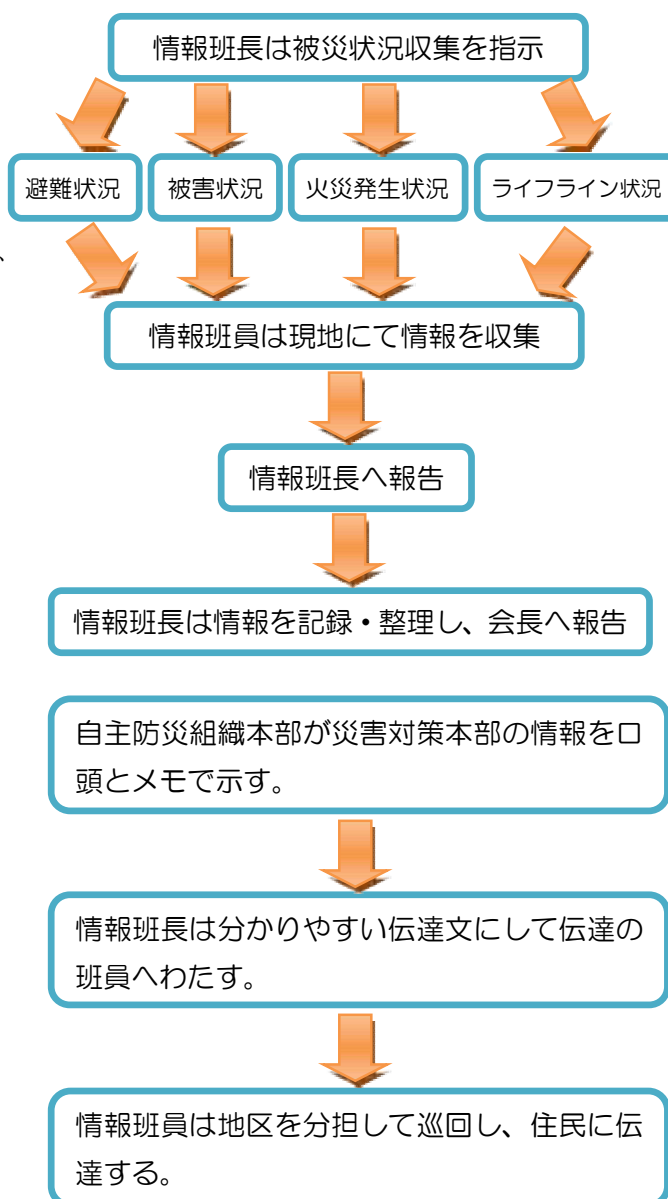 情報班長は被災状況収集を指示
避難状況
被害状況
火災発生状況
ライフライン状況
、
情報班員は現地にて情報を収集
情報班長へ報告
情報班長は情報を記録・整理し、会長へ報告
自主防災組織本部が災害対策本部の情報を口
頭とメモで示す。
情報班長は分かりやすい伝達文にして伝達の
班員へわたす。
情報班員は地区を分担して巡回し、住民に伝
達する。